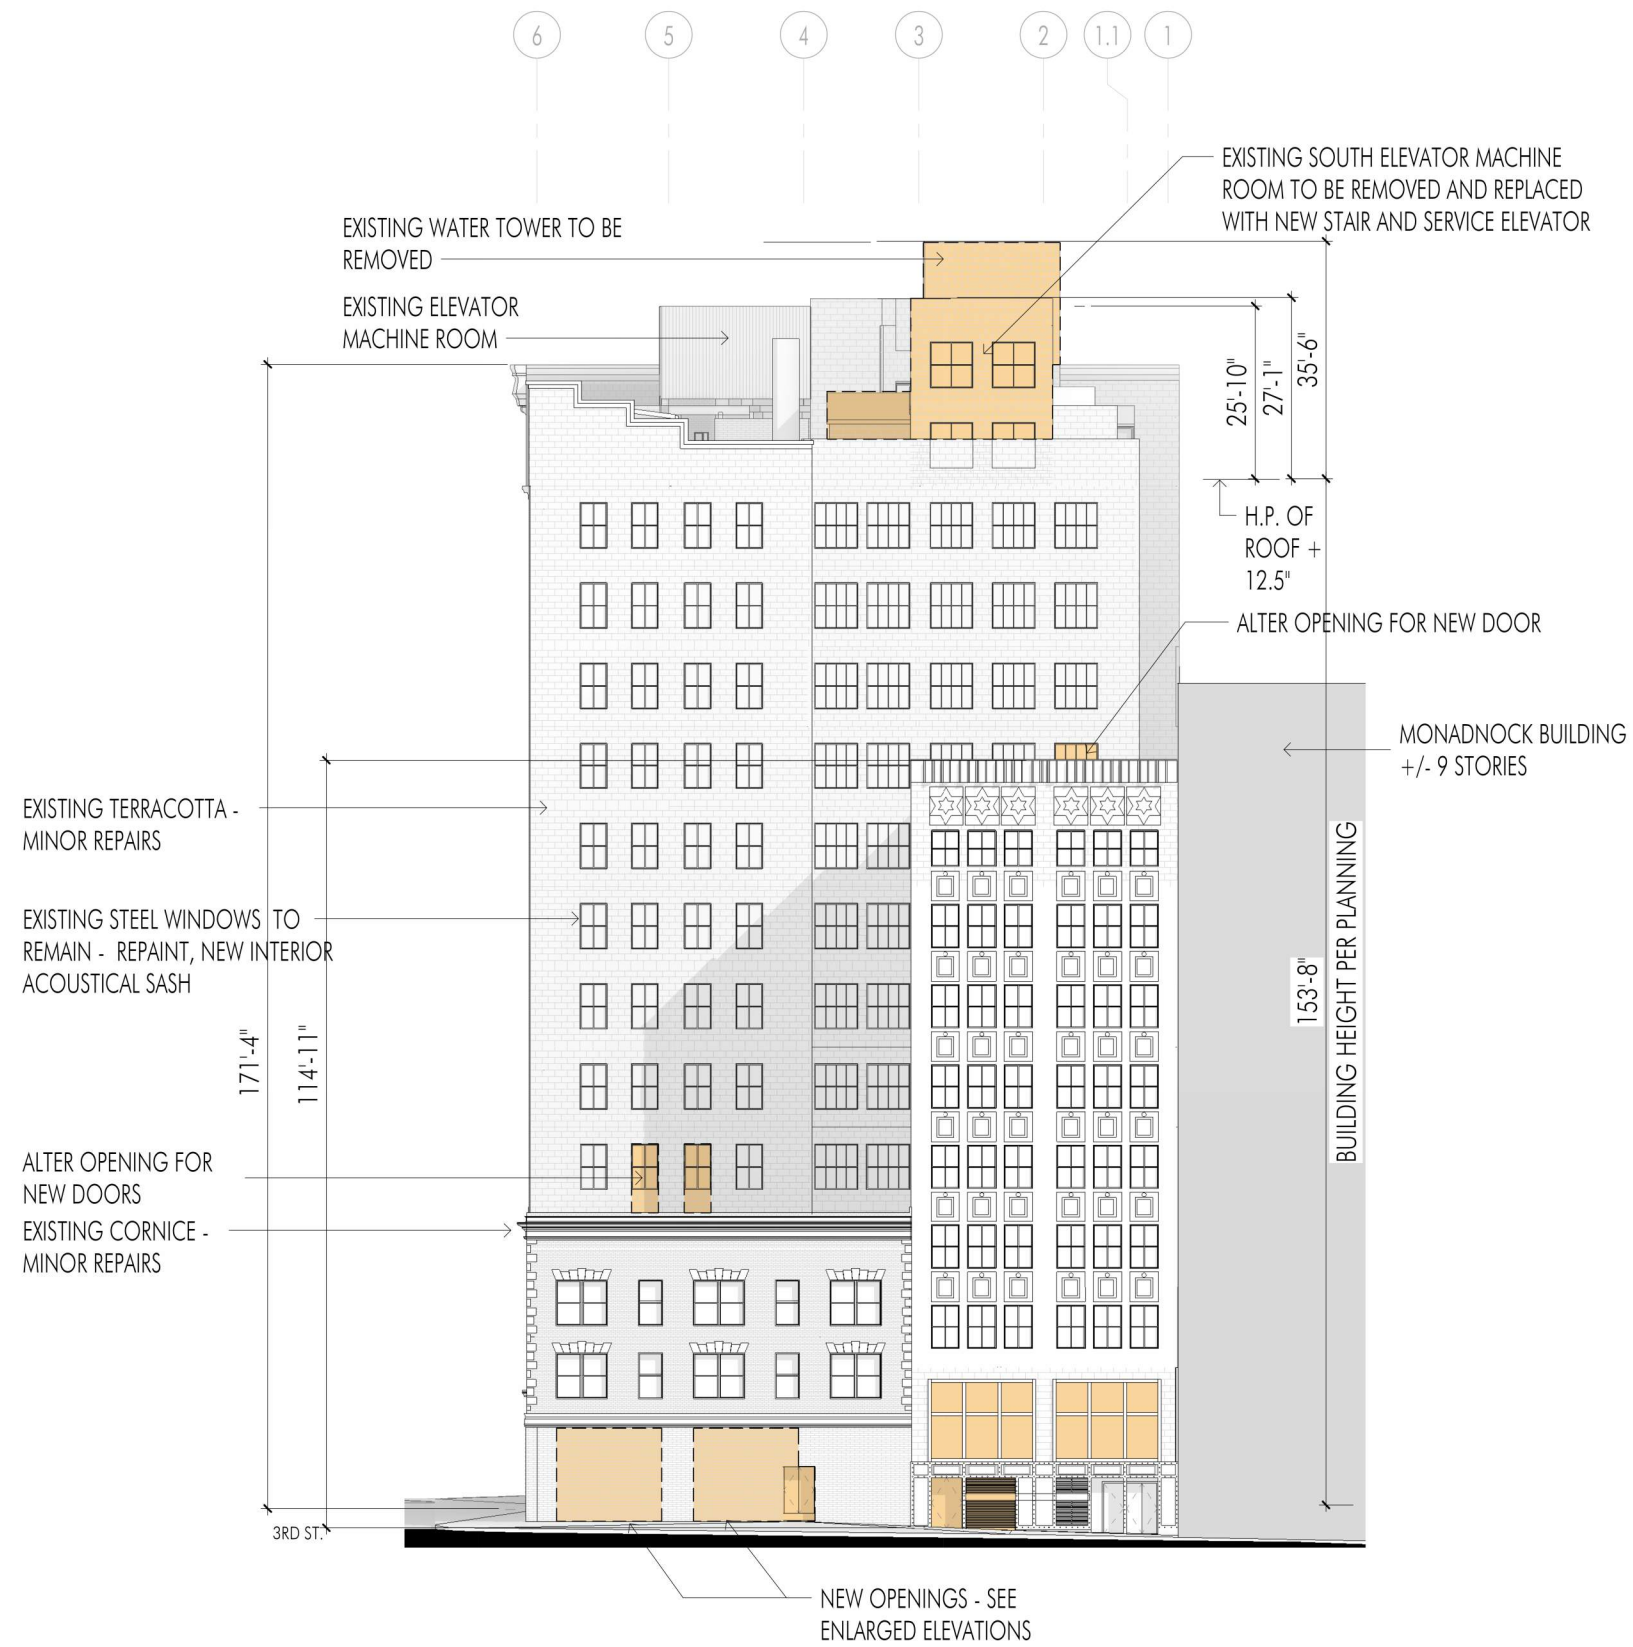 6
5
4
3
2
1.1
1
EXISTING SOUTH ELEVATOR MACHINE
ROOM TO BE REMOVED AND REPLACED
WITH NEW STAIR AND SERVICE ELEVATOR
EXISTING WATER TOWER TO BE
REMOVED
EXISTING ELEVATOR
MACHINE ROOM
25'-10"
27'-1"
35'-6"
H.P. OF
ROOF +
12.5"
ALTER OPENING FOR NEW DOOR
MONADNOCK BUILDING
+/- 9 STORIES
EXISTING TERRACOTTA -
MINOR REPAIRS
EXISTING STEEL WINDOWS TO
REMAIN - REPAINT, NEW INTERIOR
ACOUSTICAL SASH
171'-4"
114'-11"
153'-8"
BUILDING HEIGHT PER PLANNING
ALTER OPENING FOR
NEW DOORS
EXISTING CORNICE -
MINOR REPAIRS
3RD ST.
NEW OPENINGS - SEE
ENLARGED ELEVATIONS